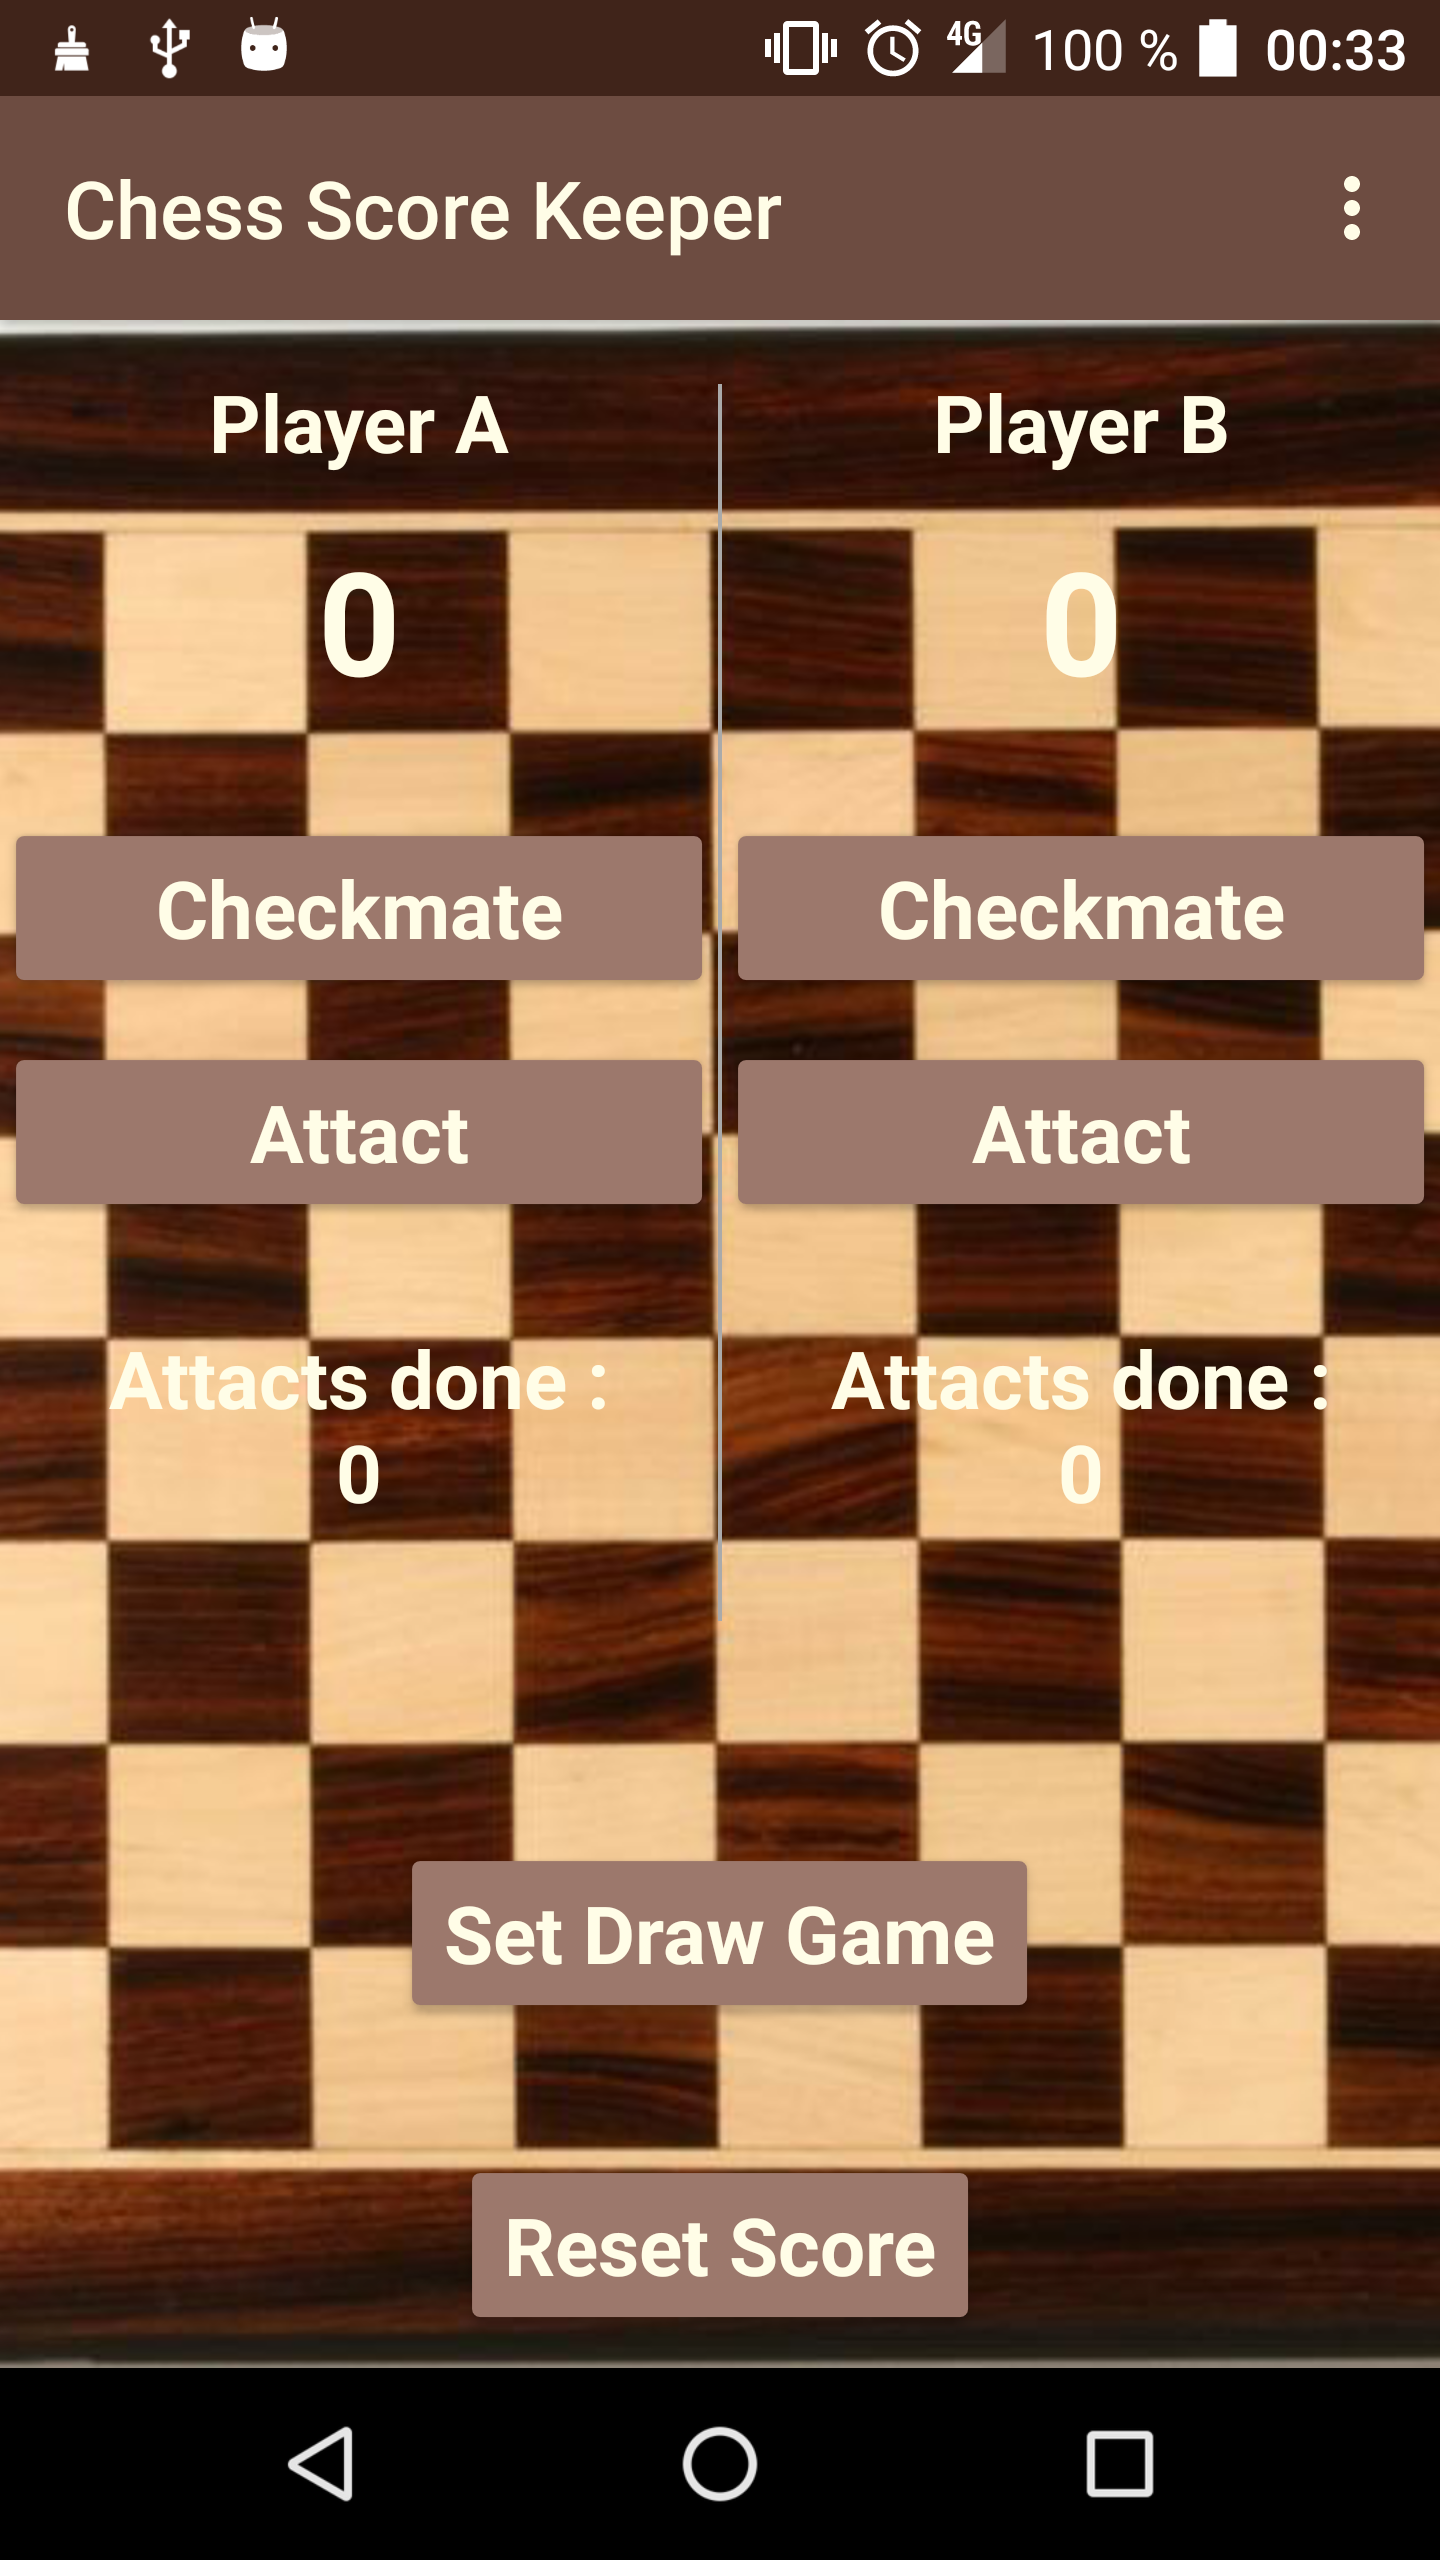 4G 100 % 00:33
Chess Score Keeper
Player A Player B
0 0
Checkmate Checkmate
Attact Attact
Attacts done : Attacts done :
0 0
Set Draw Game
Reset Score